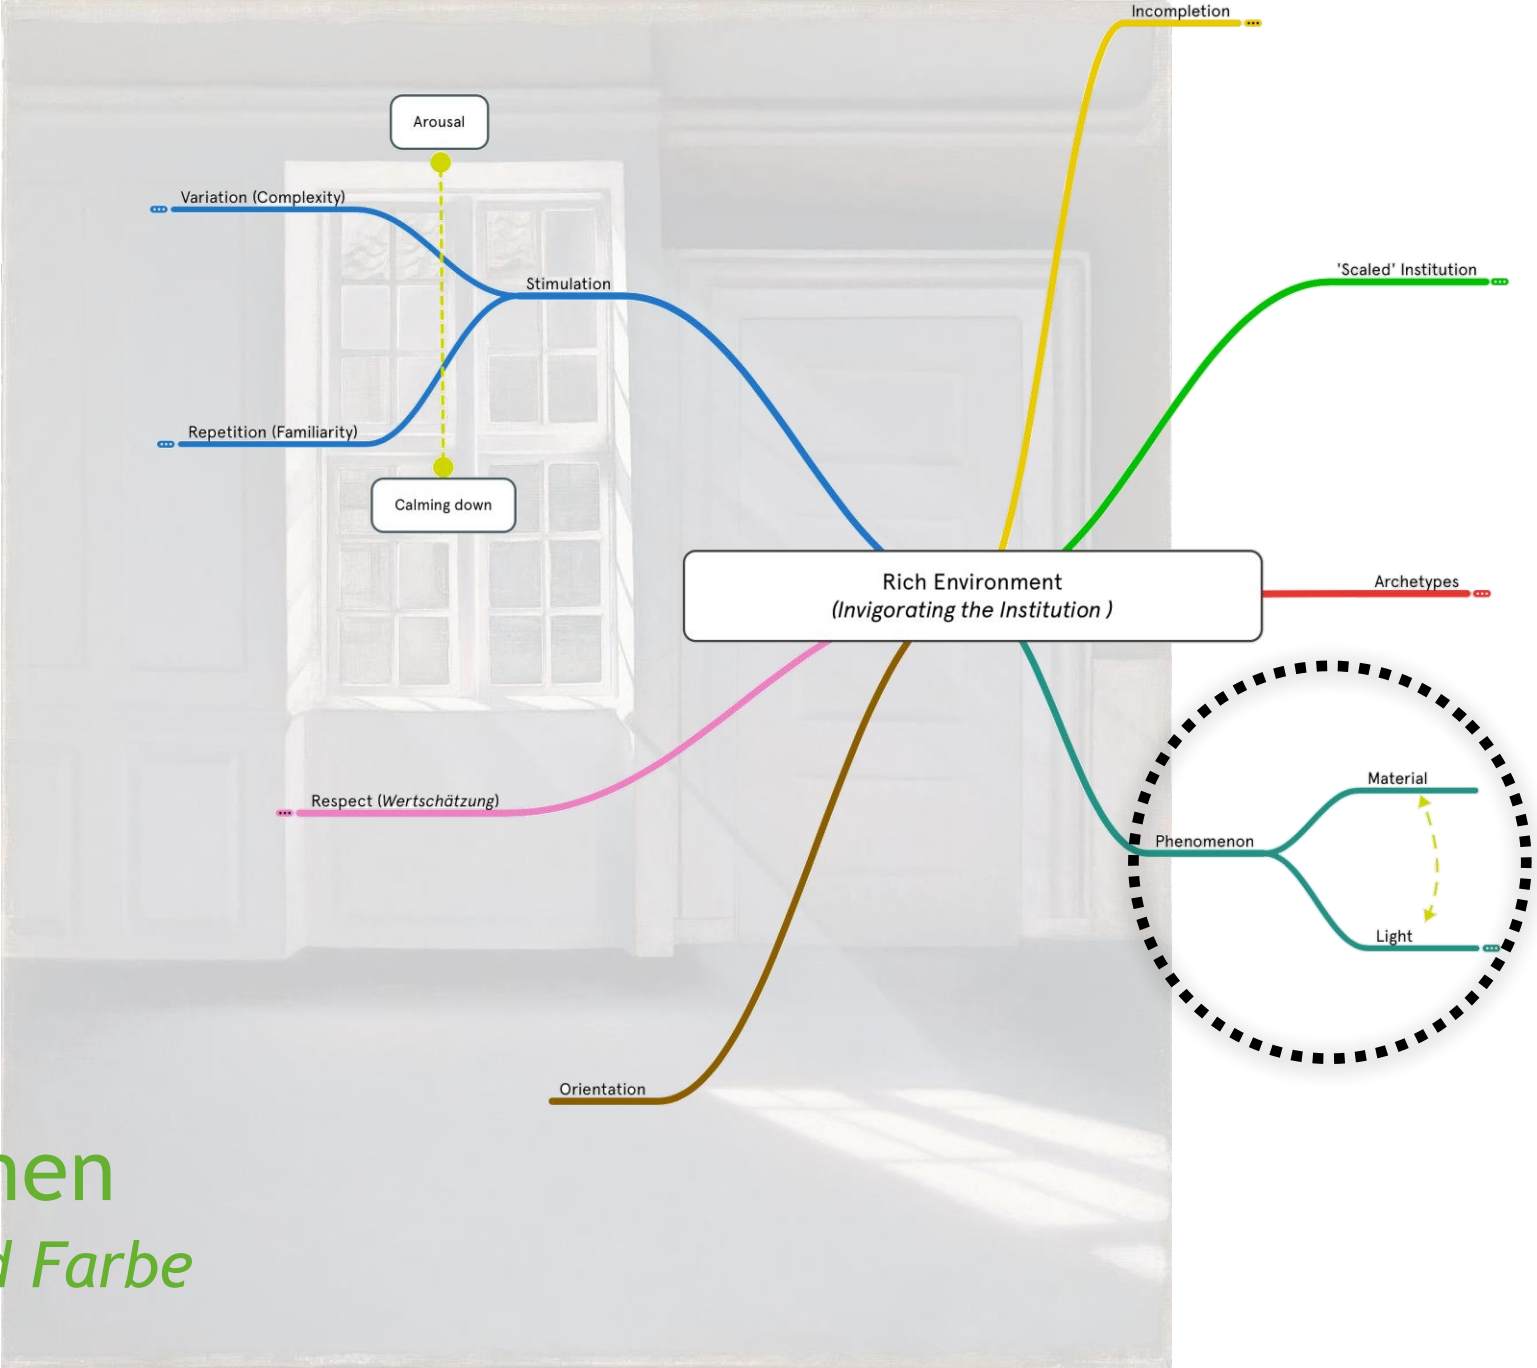 Incompletion
Arousal
Variation (Complexity)
Stimulation
'Scaled' Institution
Repetition (Familiarity)
Calming down
Rich Environment
(Invigorating the Institution )
Archetypes
Respect (Wertschätzung)
Material
Phenomenon
Light
Orientation
Farbe